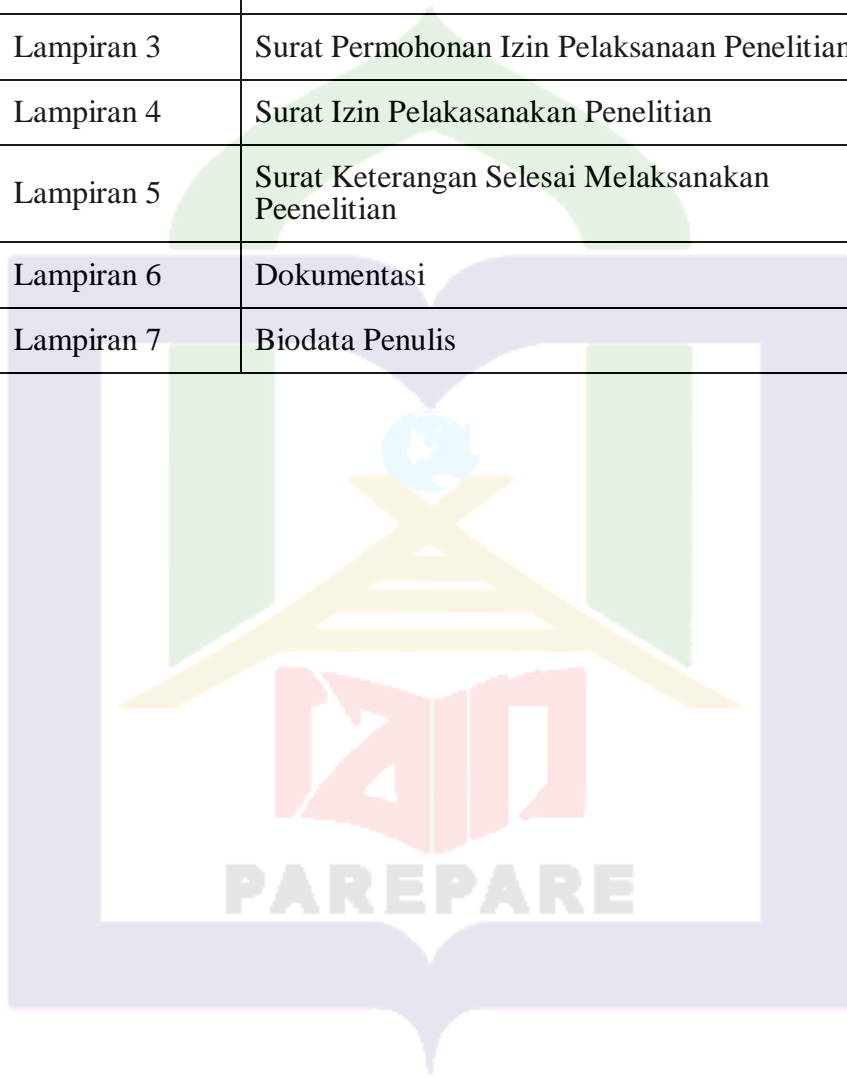 Lampiran 3 Surat Permohonan Izin Pelaksanaan Penelitian
Lampiran 4 Surat Izin Pelakasanakan Penelitian
Lampiran 5 Surat Keterangan Selesai Melaksanakan
Peenelitian
Lampiran 6 Dokumentasi
Lampiran 7 Biodata Penulis
iain
PAREPARE